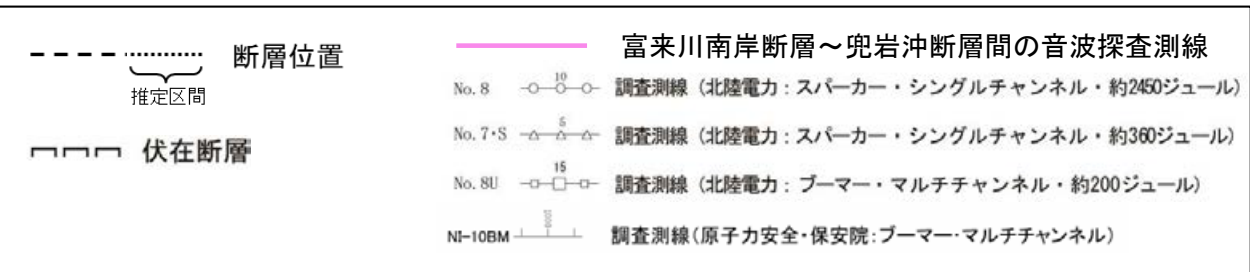 断層位置
推定区間
伏在断層
富来川南岸断層～兜岩沖断層間の音波探査測線
No. 8 10 調査測線（北陸電力：スパーカー・シングルチャンネル・約2450ジュール）
No. 7・S 5 調査測線（北陸電力：スパーカー・シングルチャンネル・約360ジュール）
No. 8U 15 調査測線（北陸電力：ブーマー・マルチチャンネル・約200ジュール）
NI-10BM 調査測線（原子力安全・保安院：ブーマー・マルチチャンネル）